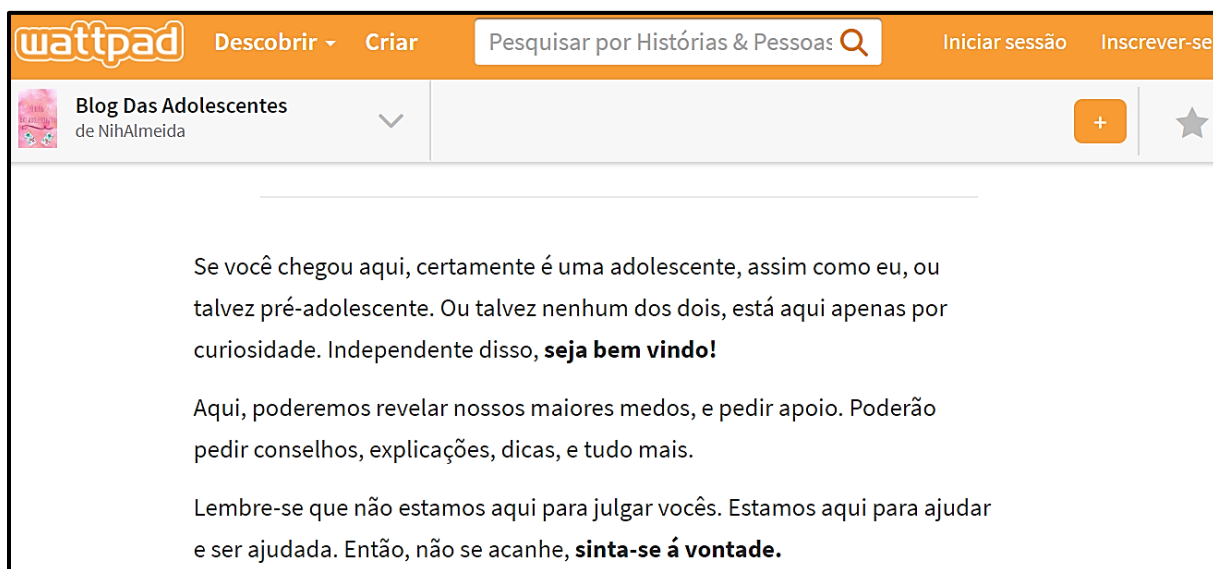 wattpad Descobrir Criar Pesquisar por Histórias & Pessoas Iniciar sessão Inscrever-se
Blog Das Adolescentes
de NihAlmeida
+
Se você chegou aqui, certamente é uma adolescente, assim como eu, ou
talvez pré-adolescente. Ou talvez nenhum dos dois, está aqui apenas por
curiosidade. Independente disso, seja bem vindo!
Aqui, poderemos revelar nossos maiores medos, e pedir apoio. Poderão
pedir conselhos, explicações, dicas, e tudo mais.
Lembre-se que não estamos aqui para julgar vocês. Estamos aqui para ajudar
e ser ajudada. Então, não se acanhe, sinta-se á vontade.